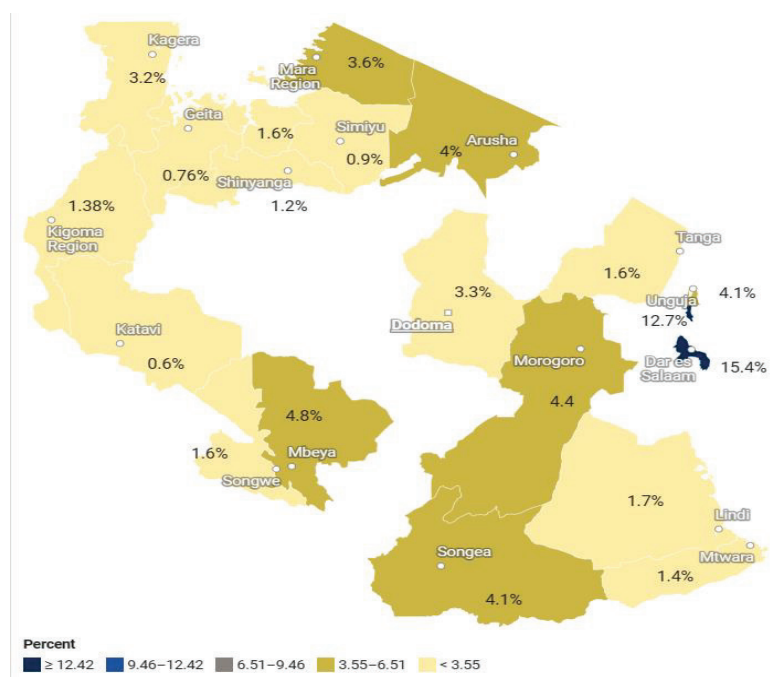 Kagera
3.2%
Mara
Region
3.6%
Geita
1.6%
Simiyu
Arusha
4%
0.9%
0.76%
Shinyanga
1.2%
1.38%
Kigoma
Region
Tanga
1.6%
3.3%
Unguja
4.1%
12.7%
Dodoma
Katavi
0.6%
Morogoro
Dar es
Salaam
15.4%
4.4
4.8%
Mbeya
1.6%
Songwe
1.7%
Lindi
Mtwara
1.4%
Songea
4.1%
Percent
≥ 12.42 9.46–12.42 6.51–9.46 3.55–6.51 < 3.55